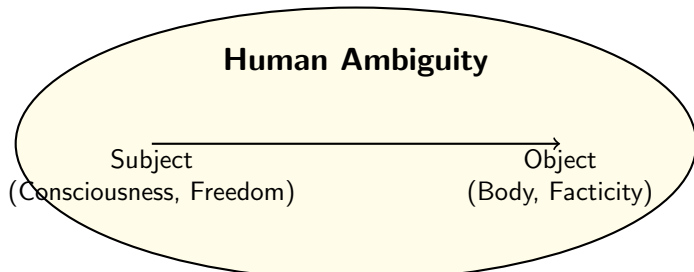 Human Ambiguity
Subject
(Consciousness, Freedom)
Object
(Body, Facticity)